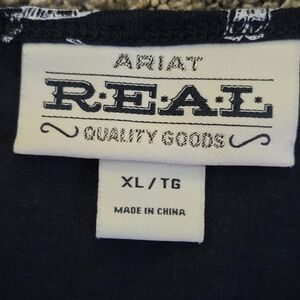 ARIAT
R.E.A.L.
QUALITY GOODS
XL / TG
MADE IN CHINA